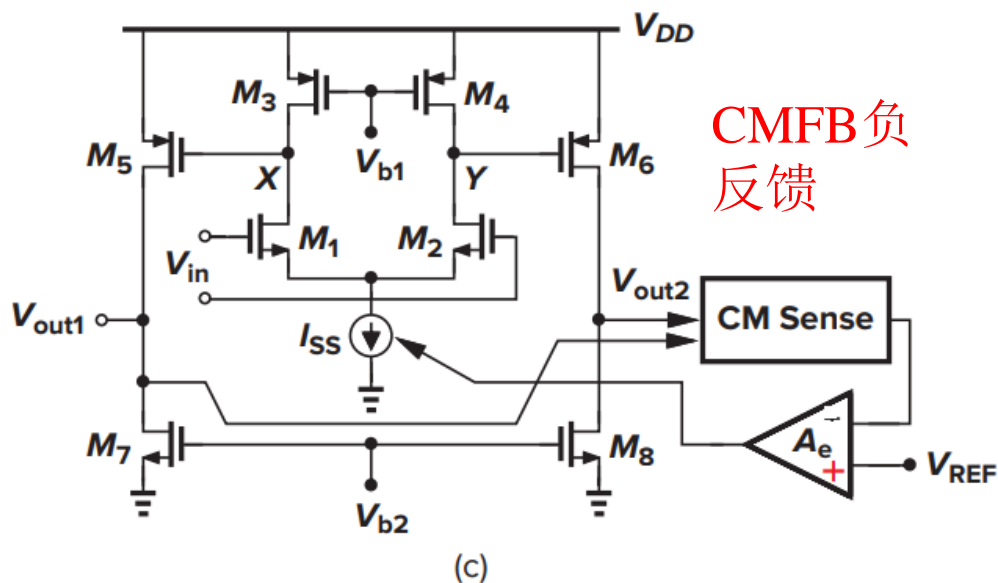 V_DD
M_3
M_4
CMFB负
反馈
M_5
V_b1
M_6
X
Y
M_1
M_2
V_in
V_out1
V_out2
CM Sense
I_SS
M_7
M_8
A_e
-
+
V_REF
V_b2
(c)